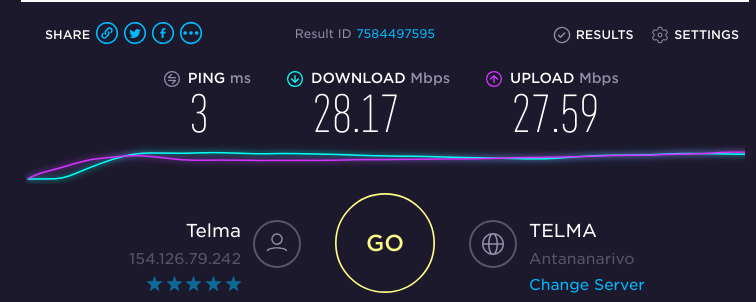 SHARE Result ID 7584497595 RESULTS SETTINGS
PING ms DOWNLOAD Mbps UPLOAD Mbps
3 28.17 27.59
Telma GO TELMA
154.126.79.242 Antananarivo
Change Server